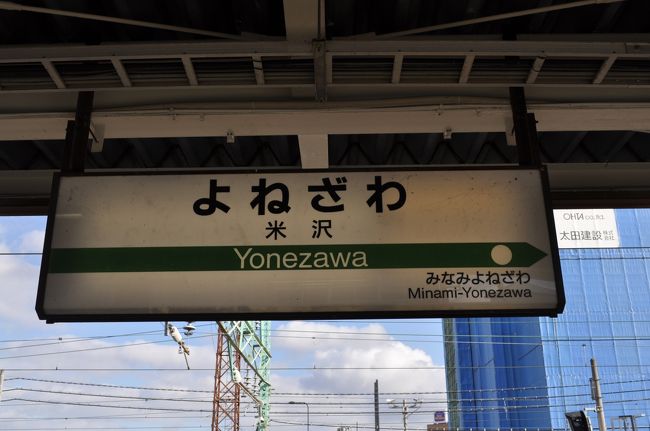 よねざわ
米沢
Yonezawa
みなみよねざわ
Minami-Yonezawa
OHTA co.,ltd.
太田建設株式会社